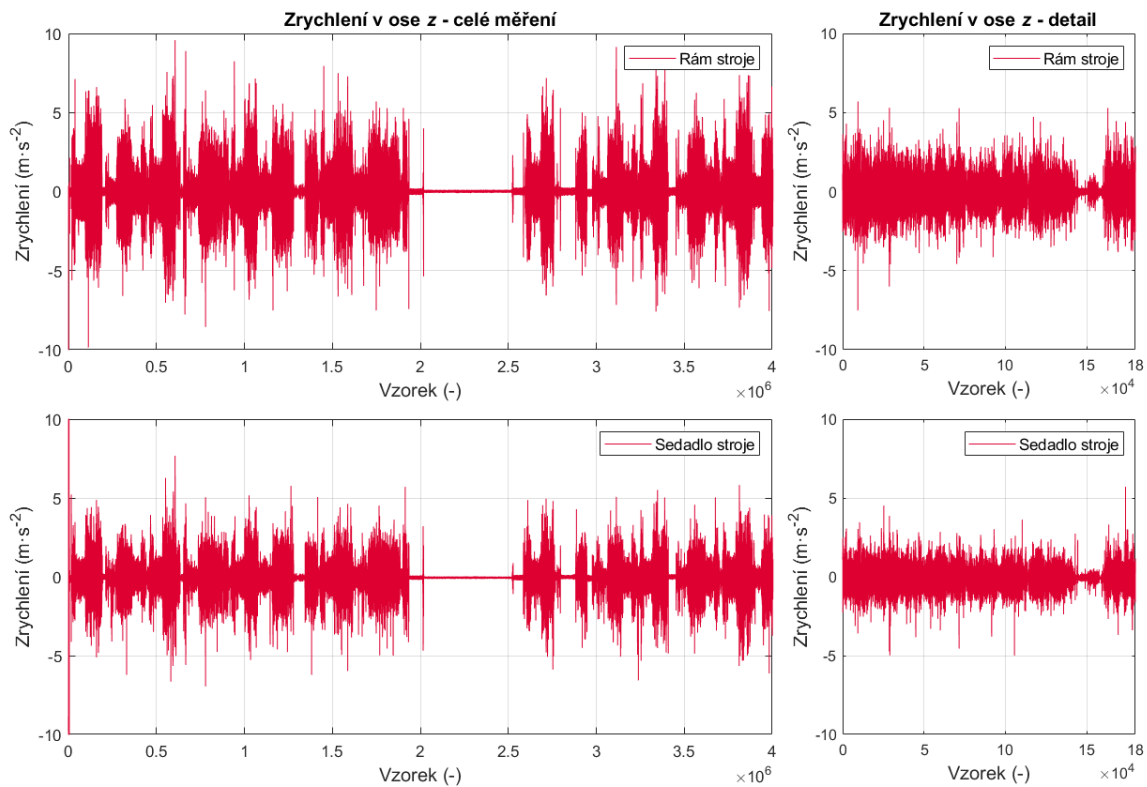 Zrychlení v ose z - celé měření
Zrychlení v ose z - detail
Rám stroje
Rám stroje
10
5
0
-5
-10
Zrychlení (m·s-2)
0 0.5 1 1.5 2 2.5 3 3.5 4
Vzorek (-)
×10^6
10
5
0
-5
-10
Zrychlení (m·s-2)
0 5 10 15 18
Vzorek (-)
×10^4
Sedadlo stroje
Sedadlo stroje
10
5
0
-5
-10
Zrychlení (m·s-2)
0 0.5 1 1.5 2 2.5 3 3.5 4
Vzorek (-)
×10^6
10
5
0
-5
-10
Zrychlení (m·s-2)
0 5 10 15 18
Vzorek (-)
×10^4